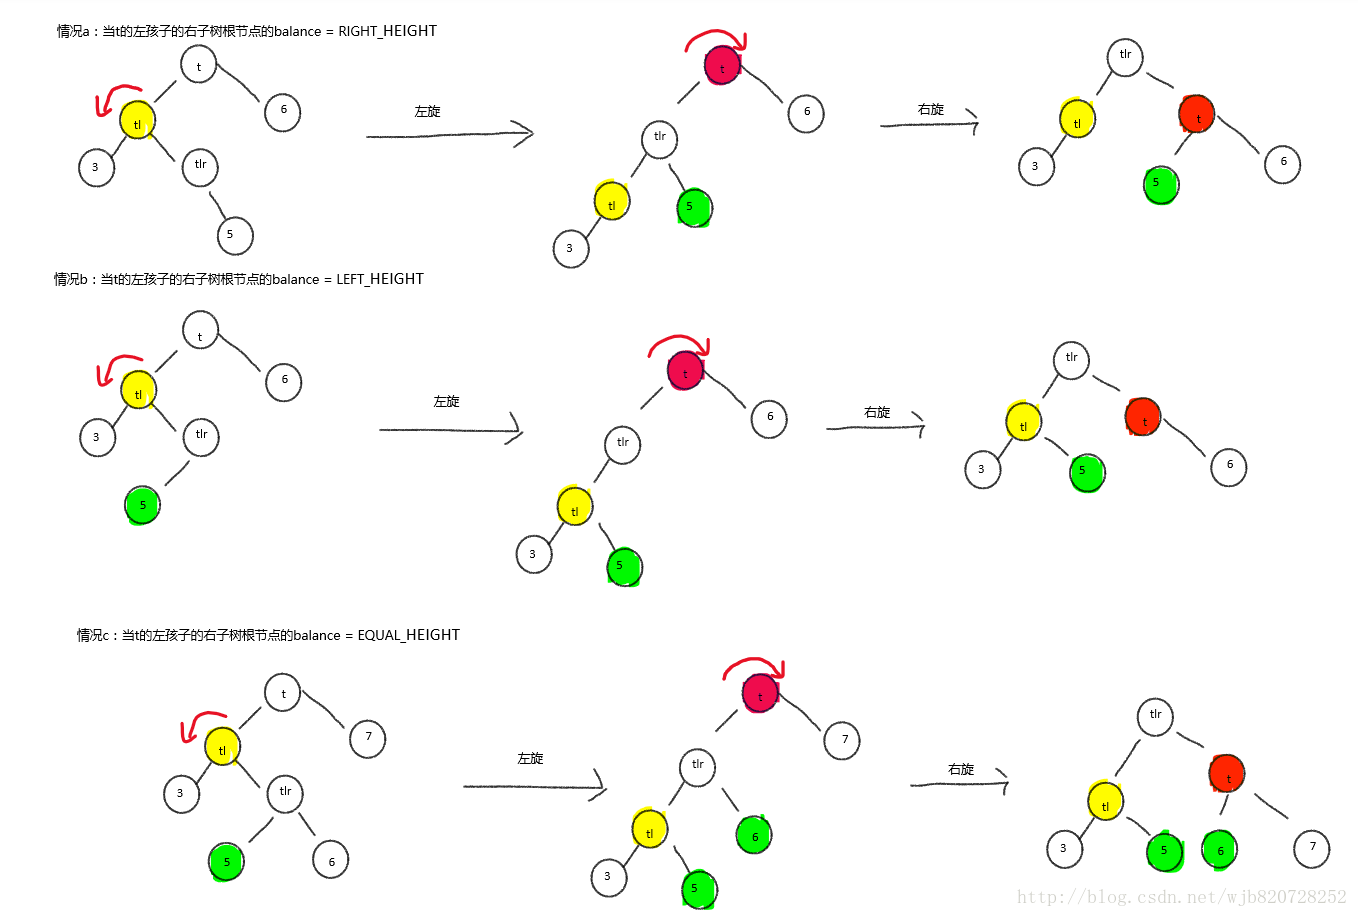 情况a：当t的左孩子的右子树根节点的balance = RIGHT_HEIGHT
t
6
tl
3
tlr
5
左旋
t
6
tlr
tl
5
3
右旋
tlr
tl
t
3
5
6
情况b：当t的左孩子的右子树根节点的balance = LEFT_HEIGHT
t
6
tl
3
tlr
5
左旋
t
6
tlr
tl
3
5
右旋
tlr
tl
t
3
5
6
情况c：当t的左孩子的右子树根节点的balance = EQUAL_HEIGHT
t
7
tl
3
tlr
5
6
左旋
t
7
tlr
tl
6
3
5
右旋
tlr
t
tl
3
5
6
7
http://blog.csdn.net/wjb820728252